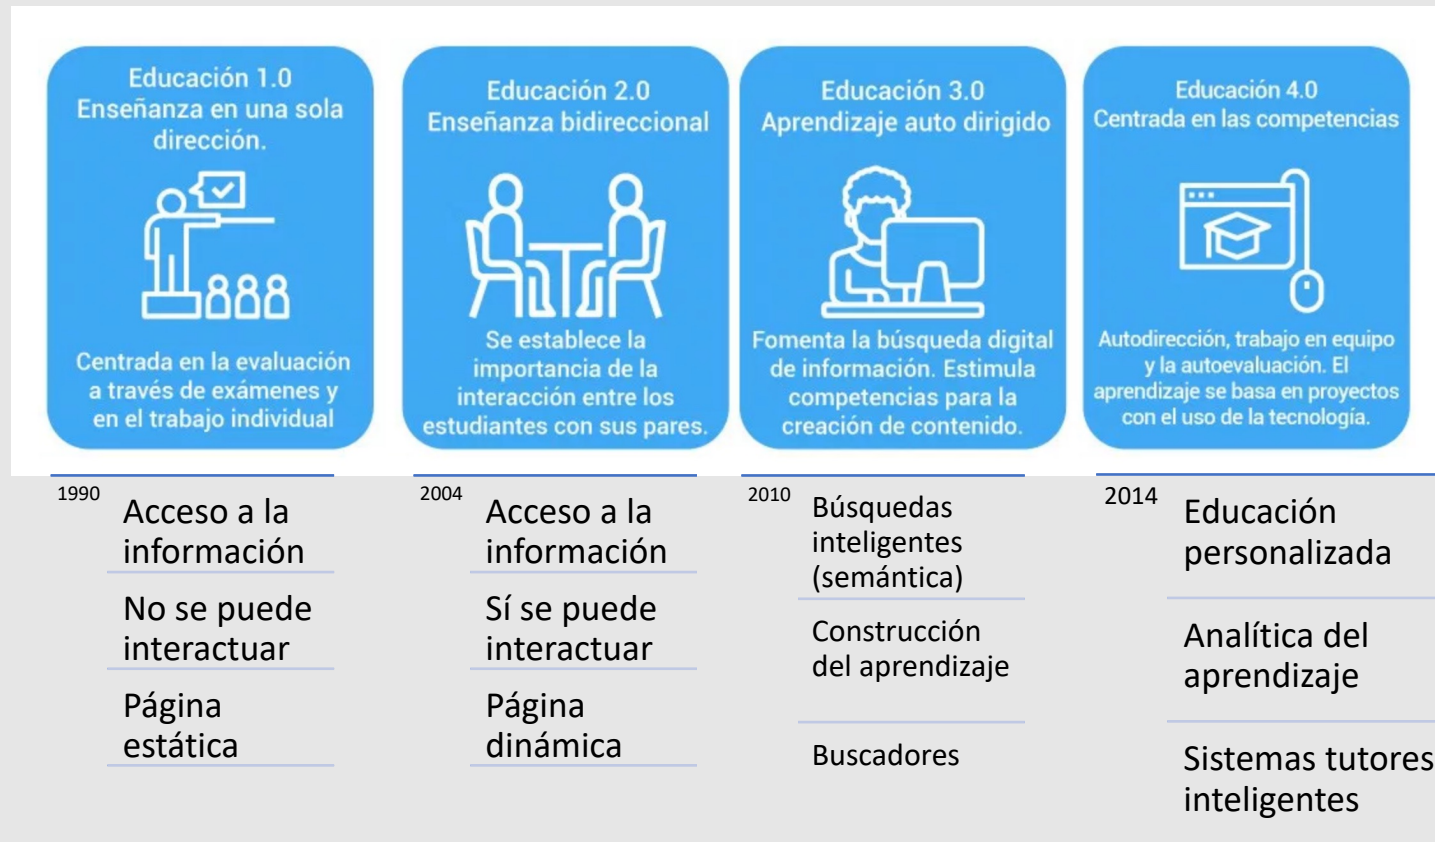 Educación 1.0
Enseñanza en una sola
dirección.
Centrada en la evaluación
a través de exámenes y
en el trabajo individual
Educación 2.0
Enseñanza bidireccional
Se establece la
importancia de la
interacción entre los
estudiantes con sus pares.
Educación 3.0
Aprendizaje auto dirigido
Fomenta la búsqueda digital
de información. Estimula
competencias para la
creación de contenido.
Educación 4.0
Centrada en las competencias
Autodirección, trabajo en equipo
y la autoevaluación. El
aprendizaje se basa en proyectos
con el uso de la tecnología.
1990
Acceso a la
información
No se puede
interactuar
Página
estática
2004
Acceso a la
información
Sí se puede
interactuar
Página
dinámica
2010
Búsquedas
inteligentes
(semántica)
Construcción
del aprendizaje
Buscadores
2014
Educación
personalizada
Analítica del
aprendizaje
Sistemas tutores
inteligentes